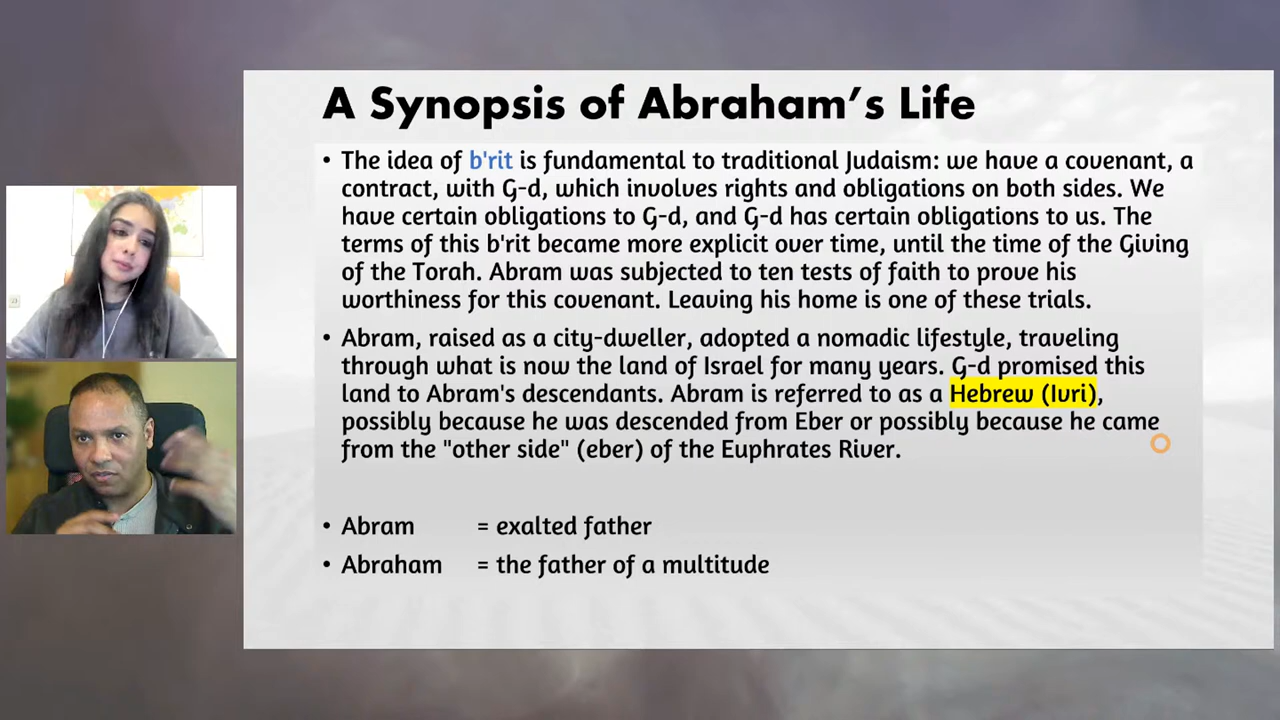 A Synopsis of Abraham's Life
• The idea of b'rit is fundamental to traditional Judaism: we have a covenant, a
contract, with G-d, which involves rights and obligations on both sides. We
have certain obligations to G-d, and G-d has certain obligations to us. The
terms of this b'rit became more explicit over time, until the time of the Giving
of the Torah. Abram was subjected to ten tests of faith to prove his
worthiness for this covenant. Leaving his home is one of these trials.
• Abram, raised as a city-dweller, adopted a nomadic lifestyle, traveling
through what is now the land of Israel for many years. G-d promised this
land to Abram's descendants. Abram is referred to as a Hebrew (Ivri),
possibly because he was descended from Eber or possibly because he came
from the "other side" (eber) of the Euphrates River.
• Abram = exalted father
• Abraham = the father of a multitude